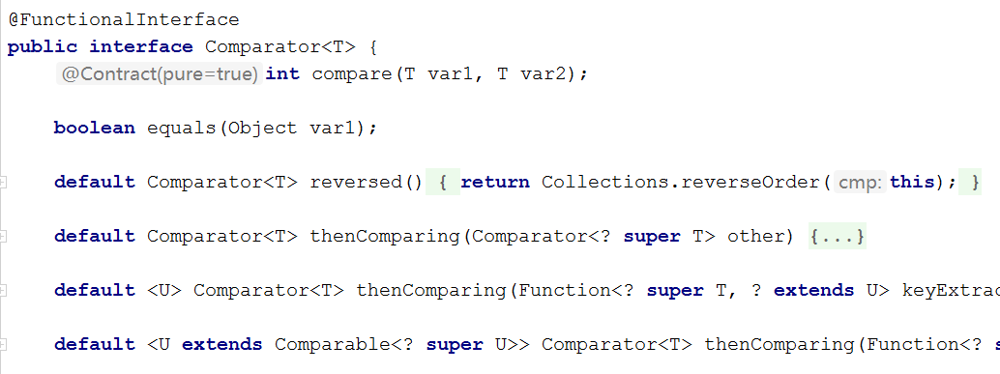 @FunctionalInterface
public interface Comparator<T> {
@Contract(pure=true) int compare(T var1, T var2);
boolean equals(Object var1);
default Comparator<T> reversed() { return Collections.reverseOrder( cmp: this); }
default Comparator<T> thenComparing(Comparator<? super T> other) {...}
default <U> Comparator<T> thenComparing(Function<? super T, ? extends U> keyExtrac
default <U extends Comparable<? super U>> Comparator<T> thenComparing(Function<? s